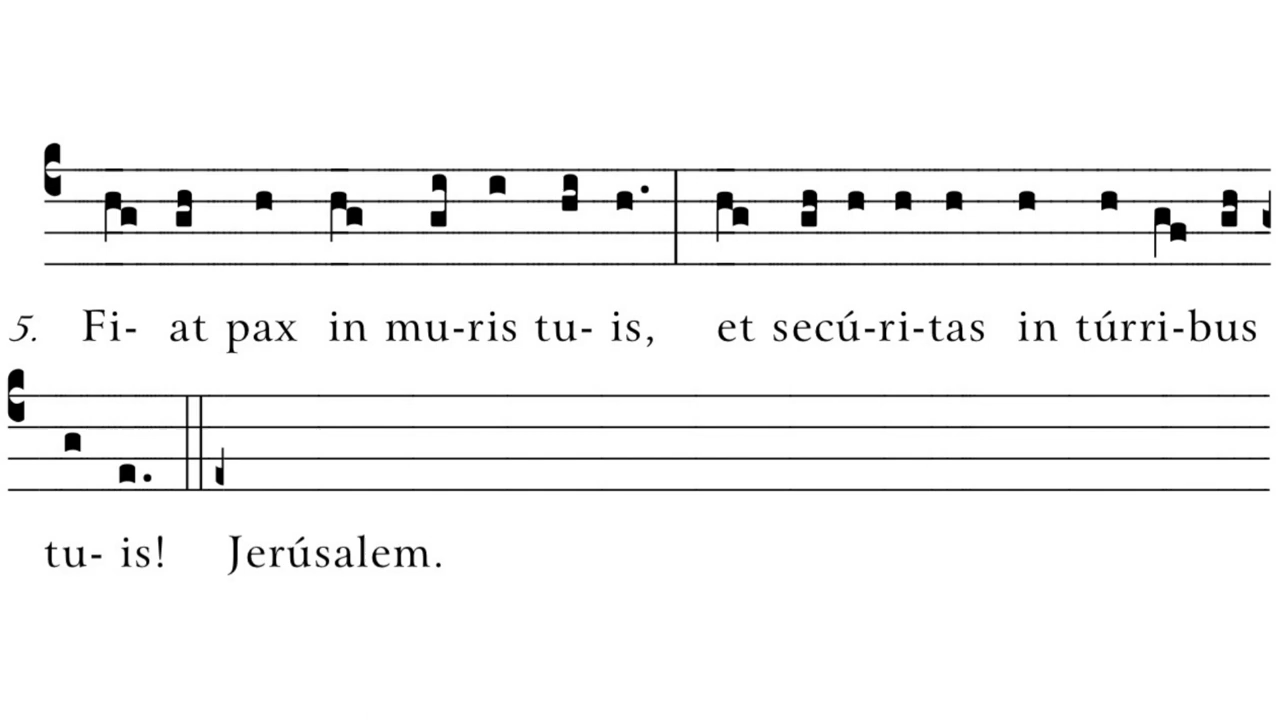 5. Fi- at pax in mu-ris tu- is, et secú-ri-tas in túrri-bus
tu- is! Jerúsalem.